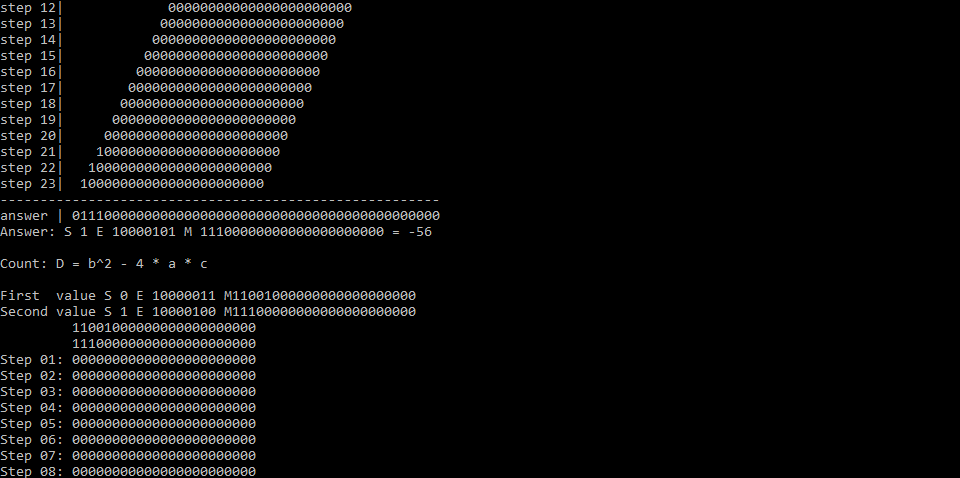 step 12|             00000000000000000000000
step 13|            00000000000000000000000
step 14|           00000000000000000000000
step 15|          00000000000000000000000
step 16|         00000000000000000000000
step 17|        00000000000000000000000
step 18|       00000000000000000000000
step 19|      00000000000000000000000
step 20|     00000000000000000000000
step 21|    10000000000000000000000
step 22|   10000000000000000000000
step 23|  10000000000000000000000
-------------------------------------------------------
answer | 0111000000000000000000000000000000000000000000
Answer: S 1 E 10000101 M 11100000000000000000000 = -56
Count: D = b^2 - 4 * a * c
First  value S 0 E 10000011 M11001000000000000000000
Second value S 1 E 10000100 M11100000000000000000000
         11001000000000000000000
         11100000000000000000000
Step 01: 00000000000000000000000
Step 02: 00000000000000000000000
Step 03: 00000000000000000000000
Step 04: 00000000000000000000000
Step 05: 00000000000000000000000
Step 06: 00000000000000000000000
Step 07: 00000000000000000000000
Step 08: 00000000000000000000000